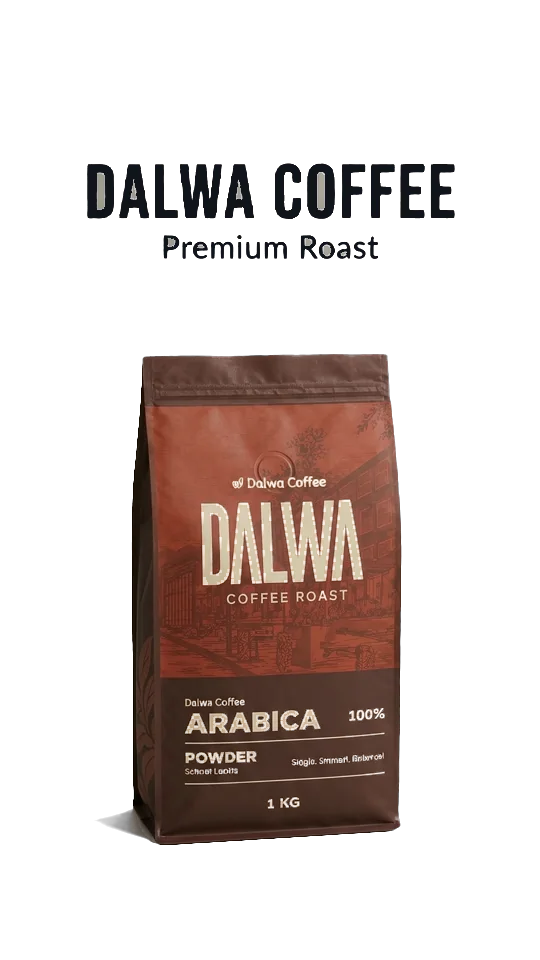 DALWA COFFEE
Premium Roast
Dalwa Coffee
DALWA
COFFEE ROAST
Dalwa Coffee
ARABICA 100%
POWDER
1 KG